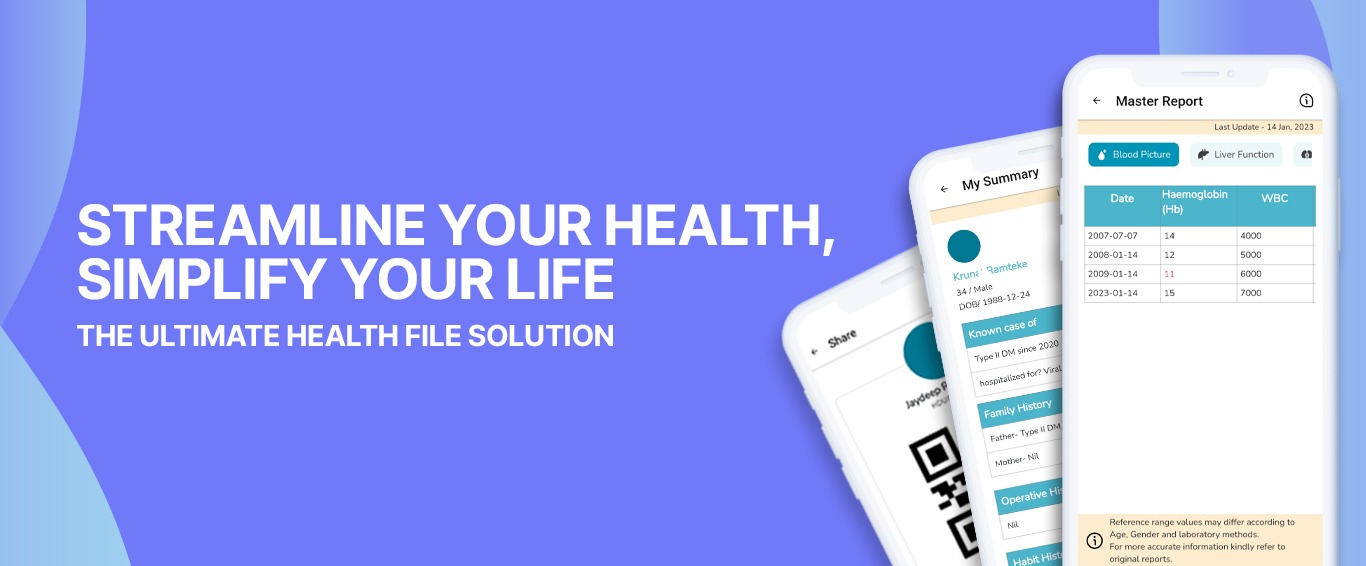 STREAMLINE YOUR HEALTH,
SIMPLIFY YOUR LIFE
THE ULTIMATE HEALTH FILE SOLUTION
Share
Jaydeep
My Summary
Ramteke
34 / Male
DOB/ 1988-12-24
Known case of
Type II DM since 2020
hospitalized for? Viral
Family History
Father- Type II DM,
Mother- Nil
Operative
Nil
Habit
Master Report
Last Update - 14 Jan, 2023
Blood Picture
Liver Function
Date Haemoglobin (Hb) WBC
2007-07-07 14 4000
2008-01-14 12 5000
2009-01-14 11 6000
2023-01-14 15 7000
Reference range values may differ according to
Age, Gender and laboratory methods.
For more accurate information kindly refer to
original reports.